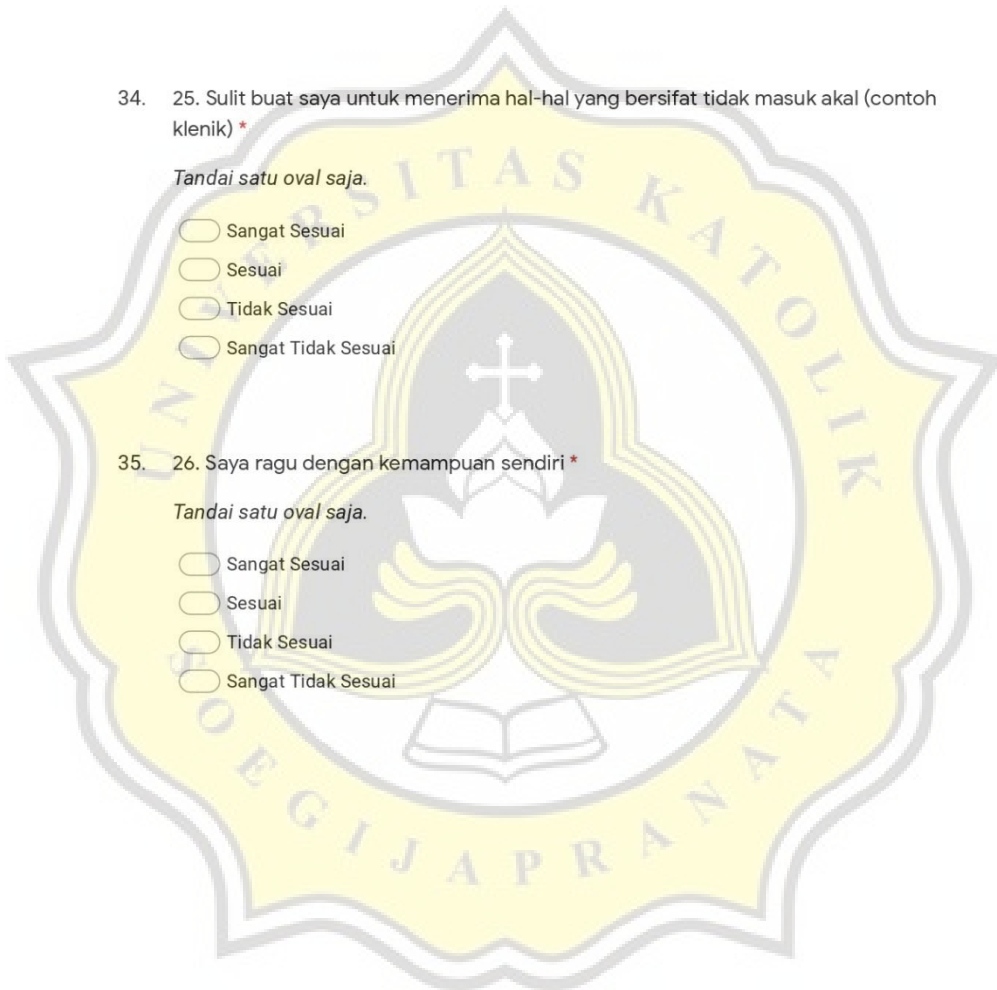 34. 25. Sulit buat saya untuk menerima hal-hal yang bersifat tidak masuk akal (contoh
klenik) *
Tandai satu oval saja.
Sangat Sesuai
Sesuai
Tidak Sesuai
Sangat Tidak Sesuai
35. 26. Saya ragu dengan kemampuan sendiri *
Tandai satu oval saja.
Sangat Sesuai
Sesuai
Tidak Sesuai
Sangat Tidak Sesuai
UNIVERSITAS KATOLIK
SOEGIJAPRANATA